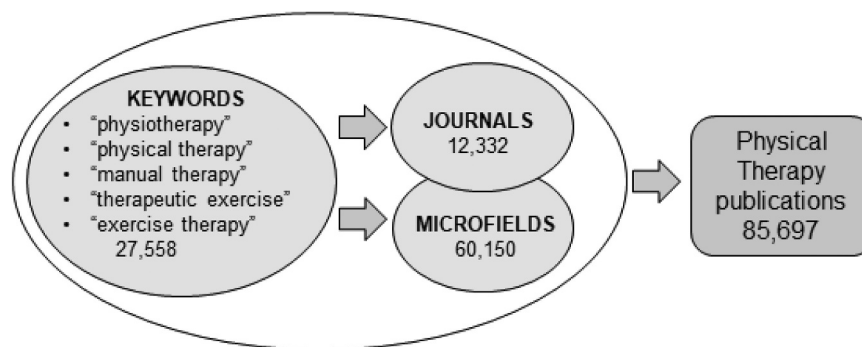 KEYWORDS
• “physiotherapy”
• “physical therapy”
• “manual therapy”
• “therapeutic exercise”
• “exercise therapy”
27,558
JOURNALS
12,332
MICROFIELDS
60,150
Physical
Therapy
publications
85,697